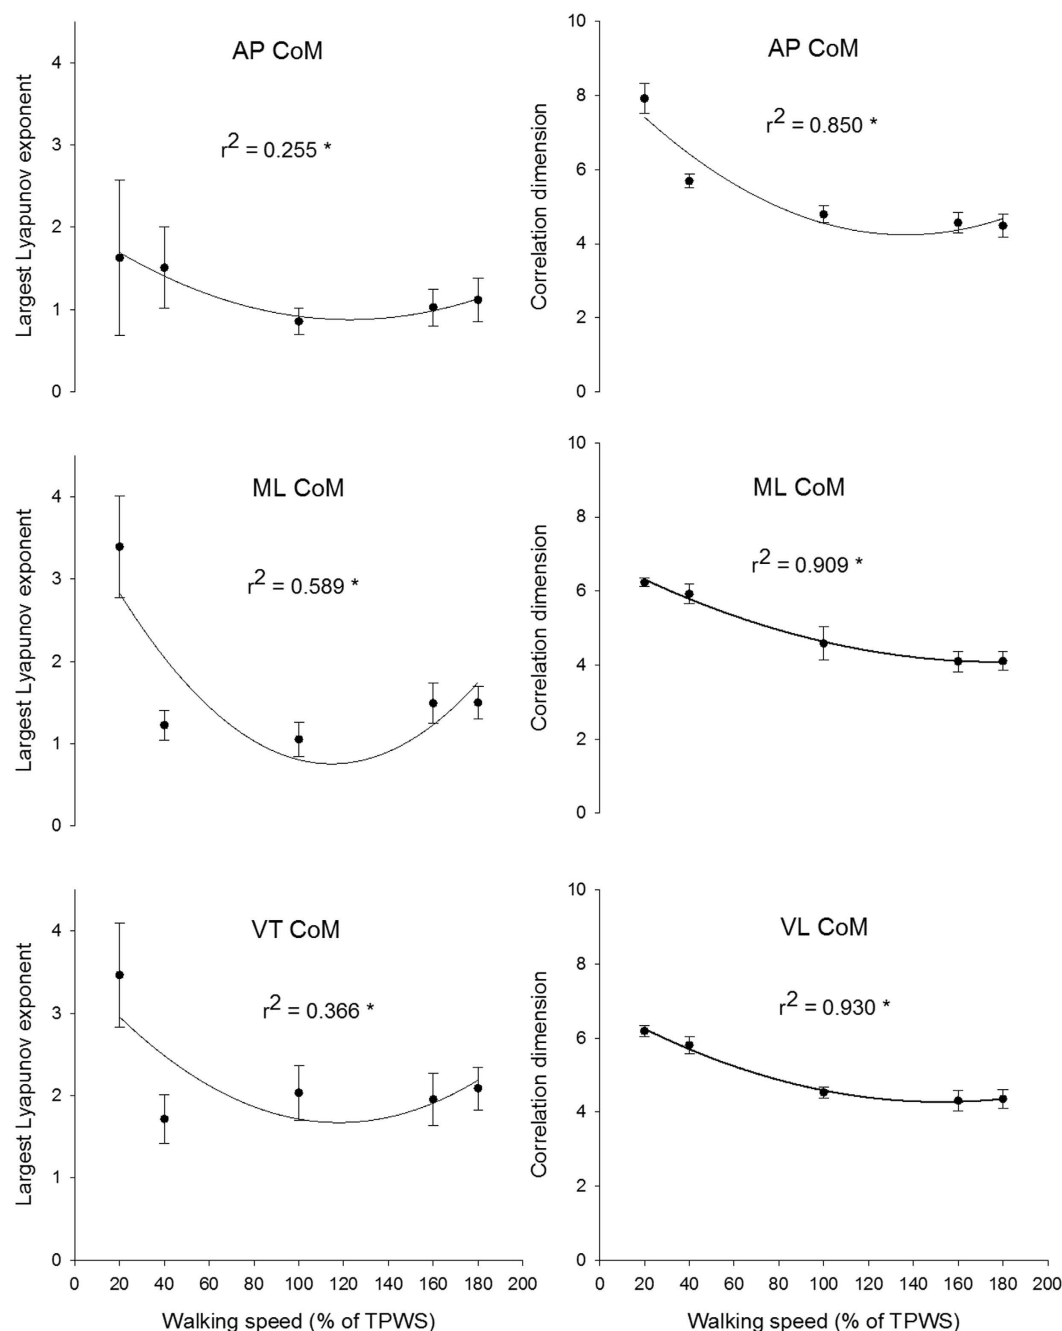 AP CoM
r2 = 0.255 *
Largest Lyapunov exponent
4
3
2
1
0
AP CoM
r2 = 0.850 *
Correlation dimension
10
8
6
4
2
0
ML CoM
r2 = 0.589 *
Largest Lyapunov exponent
4
3
2
1
0
ML CoM
r2 = 0.909 *
Correlation dimension
10
8
6
4
2
0
VT CoM
r2 = 0.366 *
Largest Lyapunov exponent
4
3
2
1
0
0 20 40 60 80 100 120 140 160 180 200
Walking speed (% of TPWS)
VL CoM
r2 = 0.930 *
Correlation dimension
10
8
6
4
2
0
0 20 40 60 80 100 120 140 160 180 200
Walking speed (% of TPWS)